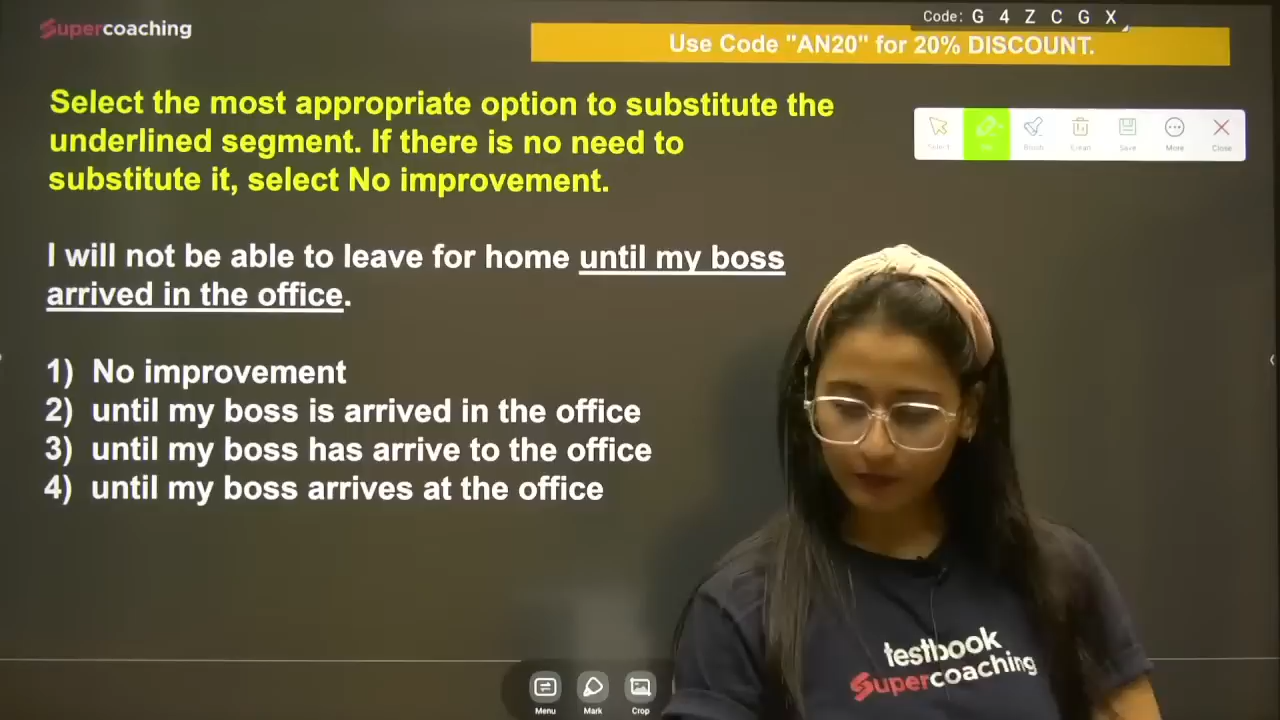 Supercoaching
Code: G 4 Z C G X
Use Code "AN20" for 20% DISCOUNT.
Select the most appropriate option to substitute the
underlined segment. If there is no need to
substitute it, select No improvement.
Select
Save
More
Close
I will not be able to leave for home until my boss
arrived in the office.
1) No improvement
2) until my boss is arrived in the office
3) until my boss has arrive to the office
4) until my boss arrives at the office
testbook
Supercoaching
Menu
Mark
Crop